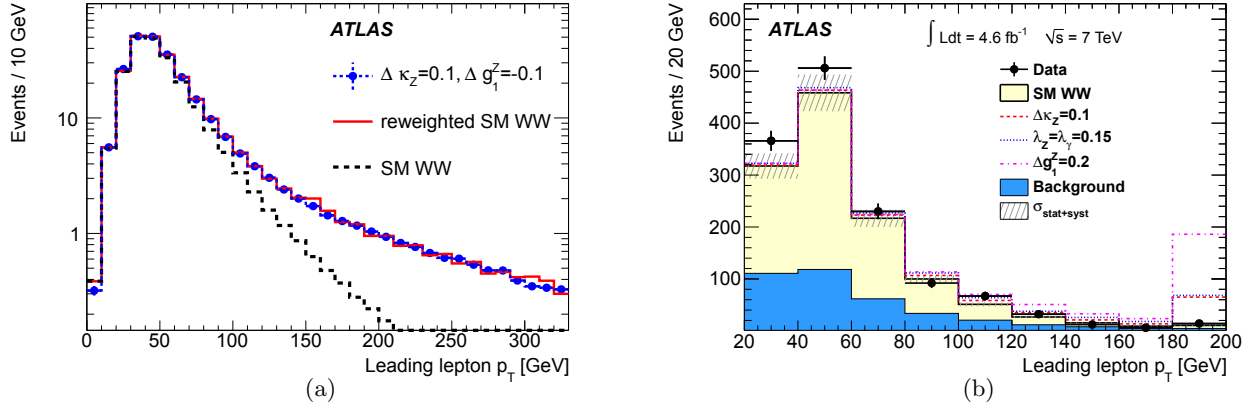 Events / 10 GeV
10
1
ATLAS
Δ κ_Z=0.1, Δ g_1^Z=-0.1
reweighted SM WW
SM WW
0 50 100 150 200 250 300
Leading lepton p_T [GeV]
(a)
Events / 20 GeV
600
500
400
300
200
100
ATLAS
∫ Ldt = 4.6 fb^-1 √s = 7 TeV
Data
SM WW
Δκ_Z=0.1
λ_Z=λ_γ=0.15
Δg_1^Z=0.2
Background
σ_stat+syst
20 40 60 80 100 120 140 160 180 200
Leading lepton p_T [GeV]
(b)